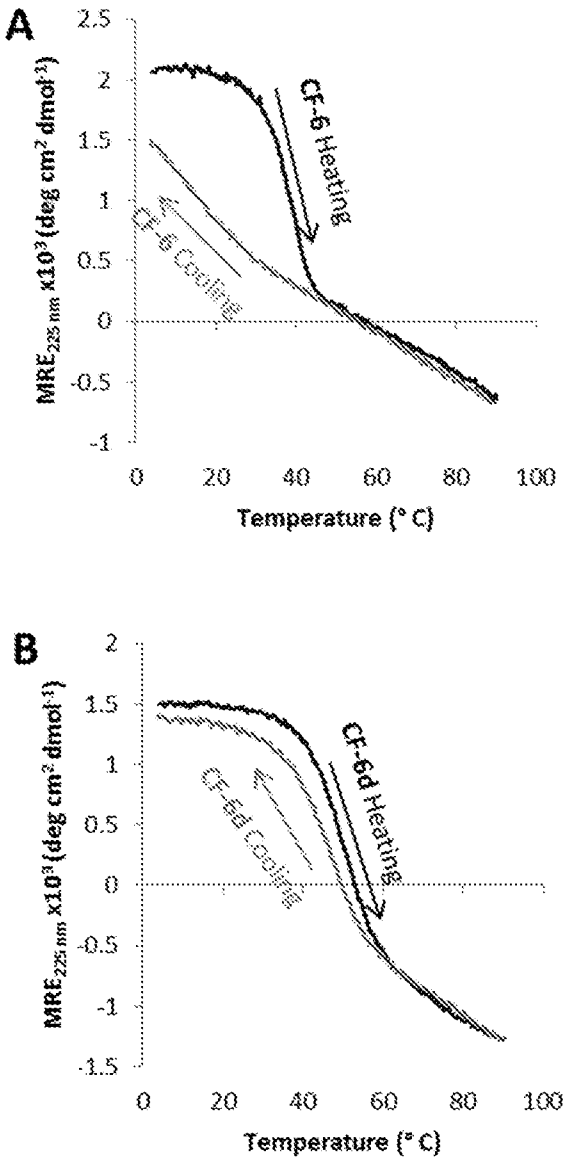 A
2.5
2
1.5
1
0.5
0
-0.5
-1
0
20
40
60
80
100
MRE225 nm x10³ (deg cm² dmol⁻¹)
CF-6 Heating
CF-6 Cooling
Temperature (° C)
B
2
1.5
1
0.5
0
-0.5
-1
-1.5
0
20
40
60
80
100
MRE225 nm x10³ (deg cm² dmol⁻¹)
CF-6d Heating
CF-6d Cooling
Temperature (° C)